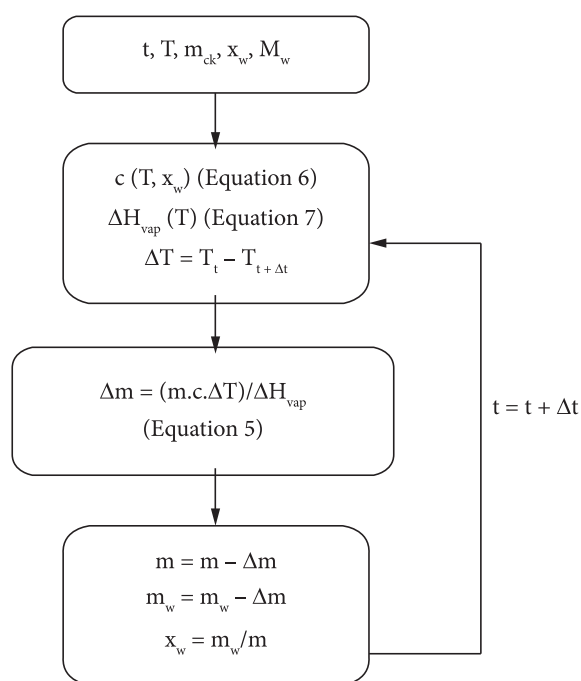 t, T, m_ck, x_w, M_w
c (T, x_w) (Equation 6)
ΔH_vap (T) (Equation 7)
ΔT = T_t – T_t + Δt
Δm = (m.c.ΔT)/ΔH_vap
(Equation 5)
t = t + Δt
m = m – Δm
m_w = m_w – Δm
x_w = m_w/m